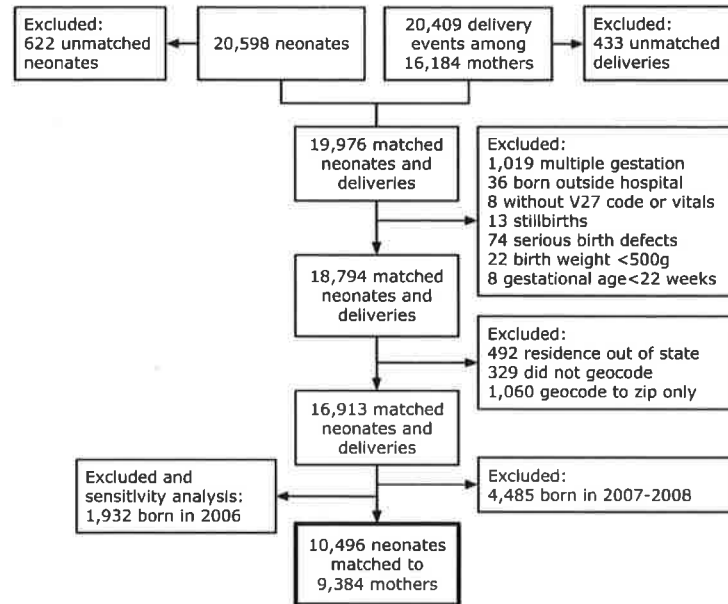 Excluded:
622 unmatched
neonates
20,598 neonates
20,409 delivery
events among
16,184 mothers
Excluded:
433 unmatched
deliveries
19,976 matched
neonates and
deliveries
Excluded:
1,019 multiple gestation
36 born outside hospital
8 without V27 code or vitals
13 stillbirths
74 serious birth defects
22 birth weight <500g
8 gestational age<22 weeks
18,794 matched
neonates and
deliveries
Excluded:
492 residence out of state
329 did not geocode
1,060 geocode to zip only
16,913 matched
neonates and
deliveries
Excluded and
sensitivity analysis:
1,932 born in 2006
Excluded:
4,485 born in 2007-2008
10,496 neonates
matched to
9,384 mothers